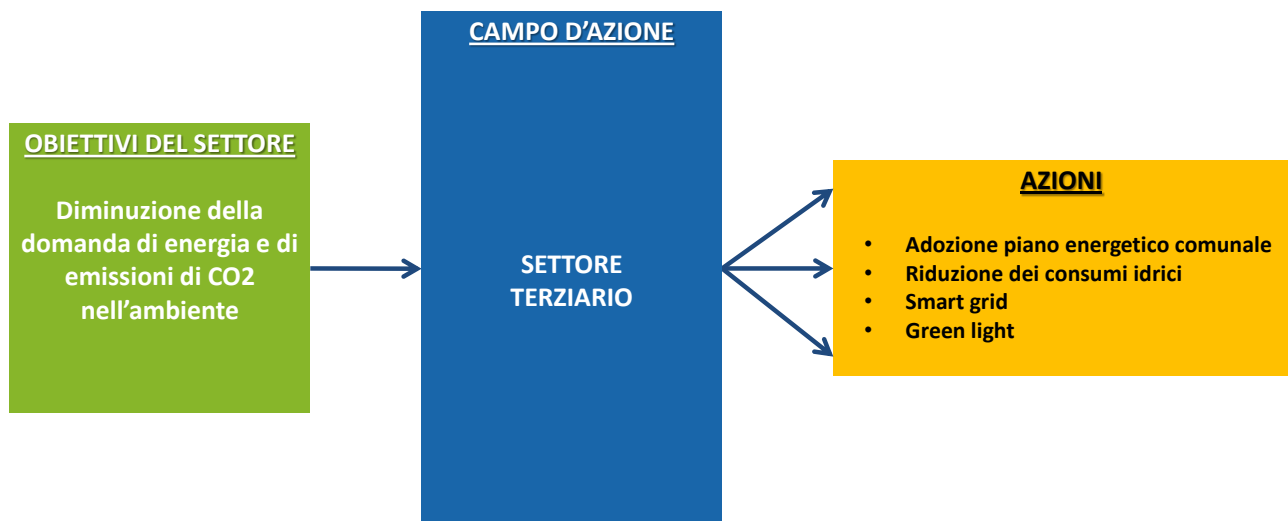 OBIETTIVI DEL SETTORE
Diminuzione della
domanda di energia e di
emissioni di CO2
nell’ambiente
CAMPO D’AZIONE
SETTORE
TERZIARIO
AZIONI
• Adozione piano energetico comunale
• Riduzione dei consumi idrici
• Smart grid
• Green light